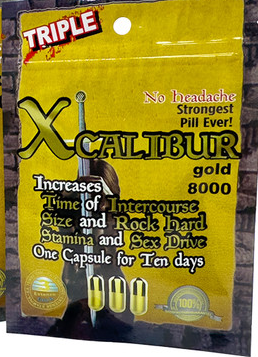 TRIPLE
No headache
Strongest
Pill Ever!
XCALIBUR
gold
8000
Increases
Time of Intercourse
Size and Rock Hard
Stamina and Sex Drive
One Capsule for Ten days
100%